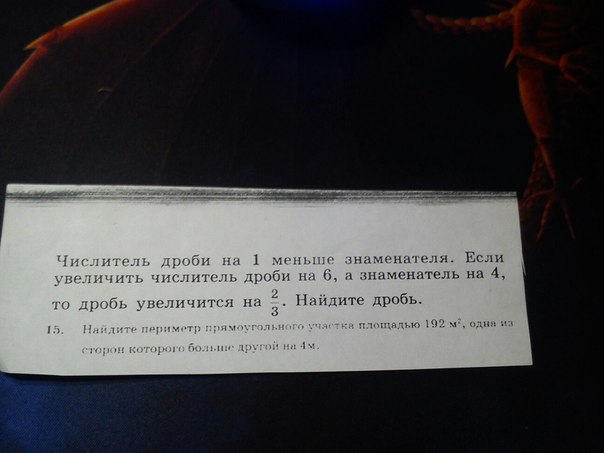 Числитель дроби на 1 меньше знаменателя. Если
увеличить числитель дроби на 6, а знаменатель на 4,
то дробь увеличится на 2/3. Найдите дробь.
15. Найдите периметр прямоугольного участка площадью 192 м², одна из
сторон которого больше другой на 4м.